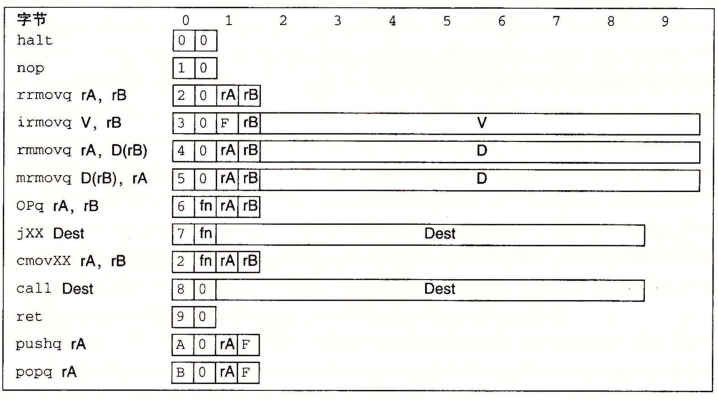 字节 0 1 2 3 4 5 6 7 8 9
halt 0 0
nop 1 0
rrmovq rA, rB 2 0 rA rB
irmovq V, rB 3 0 F rB V
rmmovq rA, D(rB) 4 0 rA rB D
mrmovq D(rB), rA 5 0 rA rB D
OPq rA, rB 6 fn rA rB
jXX Dest 7 fn Dest
cmovXX rA, rB 2 fn rA rB
call Dest 8 0 Dest
ret 9 0
pushq rA A 0 rA F
popq rA B 0 rA F